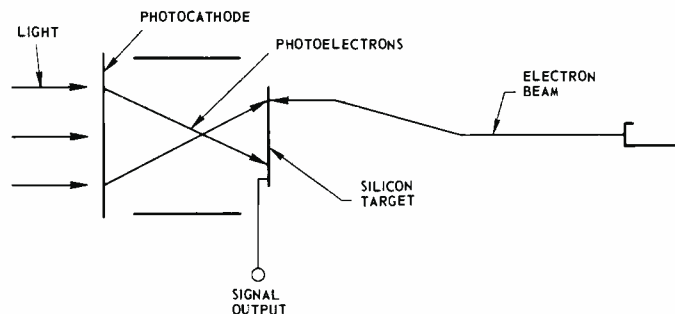 PHOTOCATHODE
LIGHT
PHOTOELECTRONS
ELECTRON
BEAM
SILICON
TARGET
SIGNAL
OUTPUT